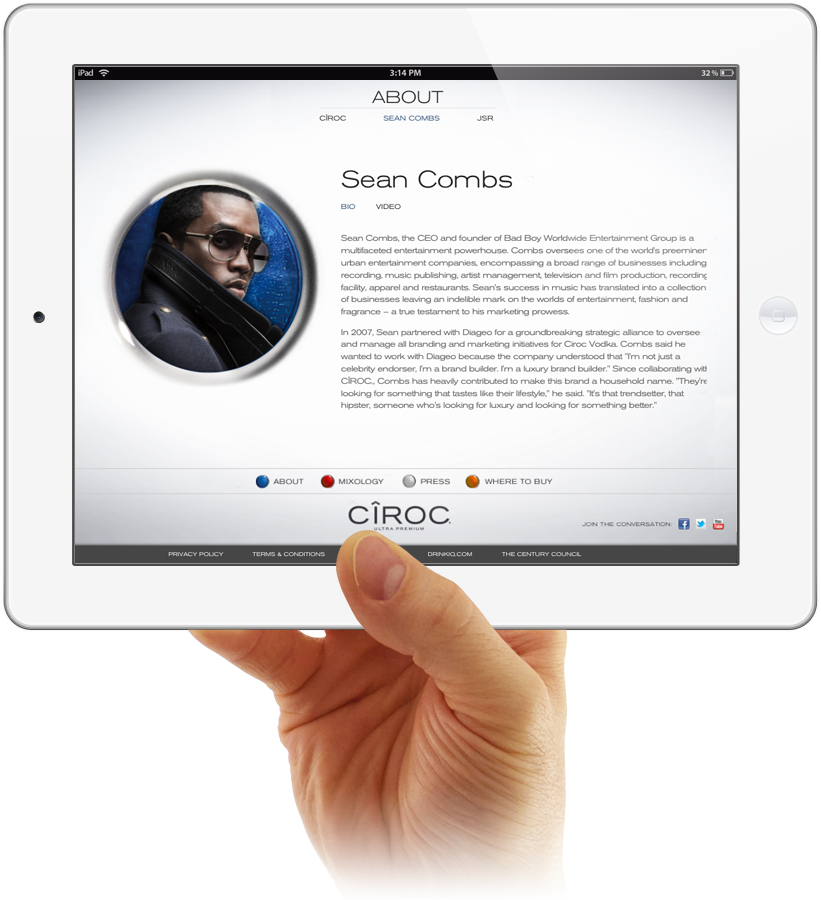 iPad 3:14 PM 32%
ABOUT
CÎROC SEAN COMBS JSR
Sean Combs
BIO VIDEO
Sean Combs, the CEO and founder of Bad Boy Worldwide Entertainment Group is a
multifaceted entertainment powerhouse. Combs oversees one of the world's preeminen
urban entertainment companies, encompassing a broad range of businesses including
recording, music publishing, artist management, television and film production, recording
facility, apparel and restaurants. Sean's success in music has translated into a collection
of businesses leaving an indelible mark on the worlds of entertainment, fashion and
fragrance – a true testament to his marketing prowess.
In 2007, Sean partnered with Diageo for a groundbreaking strategic alliance to oversee
and manage all branding and marketing initiatives for Ciroc Vodka. Combs said he
wanted to work with Diageo because the company understood that "I'm not just a
celebrity endorser, I'm a brand builder. I'm a luxury brand builder." Since collaborating with
CÎROC., Combs has heavily contributed to make this brand a household name. "They're
looking for something that tastes like their lifestyle," he said. "It's that trendsetter, that
hipster, someone who's looking for luxury and looking for something better."
ABOUT MIXOLOGY PRESS WHERE TO BUY
CÎROC
ULTRA PREMIUM
JOIN THE CONVERSATION: f You Tube
PRIVACY POLICY TERMS & CONDITIONS DRINKIQ.COM THE CENTURY COUNCIL